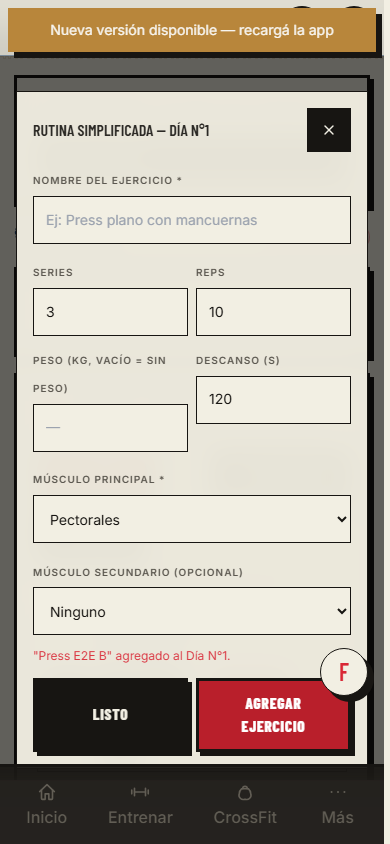 Nueva versión disponible — recargá la app
RUTINA SIMPLIFICADA — DÍA N°1
×
NOMBRE DEL EJERCICIO *
Ej: Press plano con mancuernas
SERIES
REPS
3
10
PESO (KG, VACÍO = SIN
PESO)
DESCANSO (S)
—
120
MÚSCULO PRINCIPAL *
Pectorales
MÚSCULO SECUNDARIO (OPCIONAL)
Ninguno
"Press E2E B" agregado al Día N°1.
F
LISTO
AGREGAR
EJERCICIO
Inicio
Entrenar
CrossFit
Más